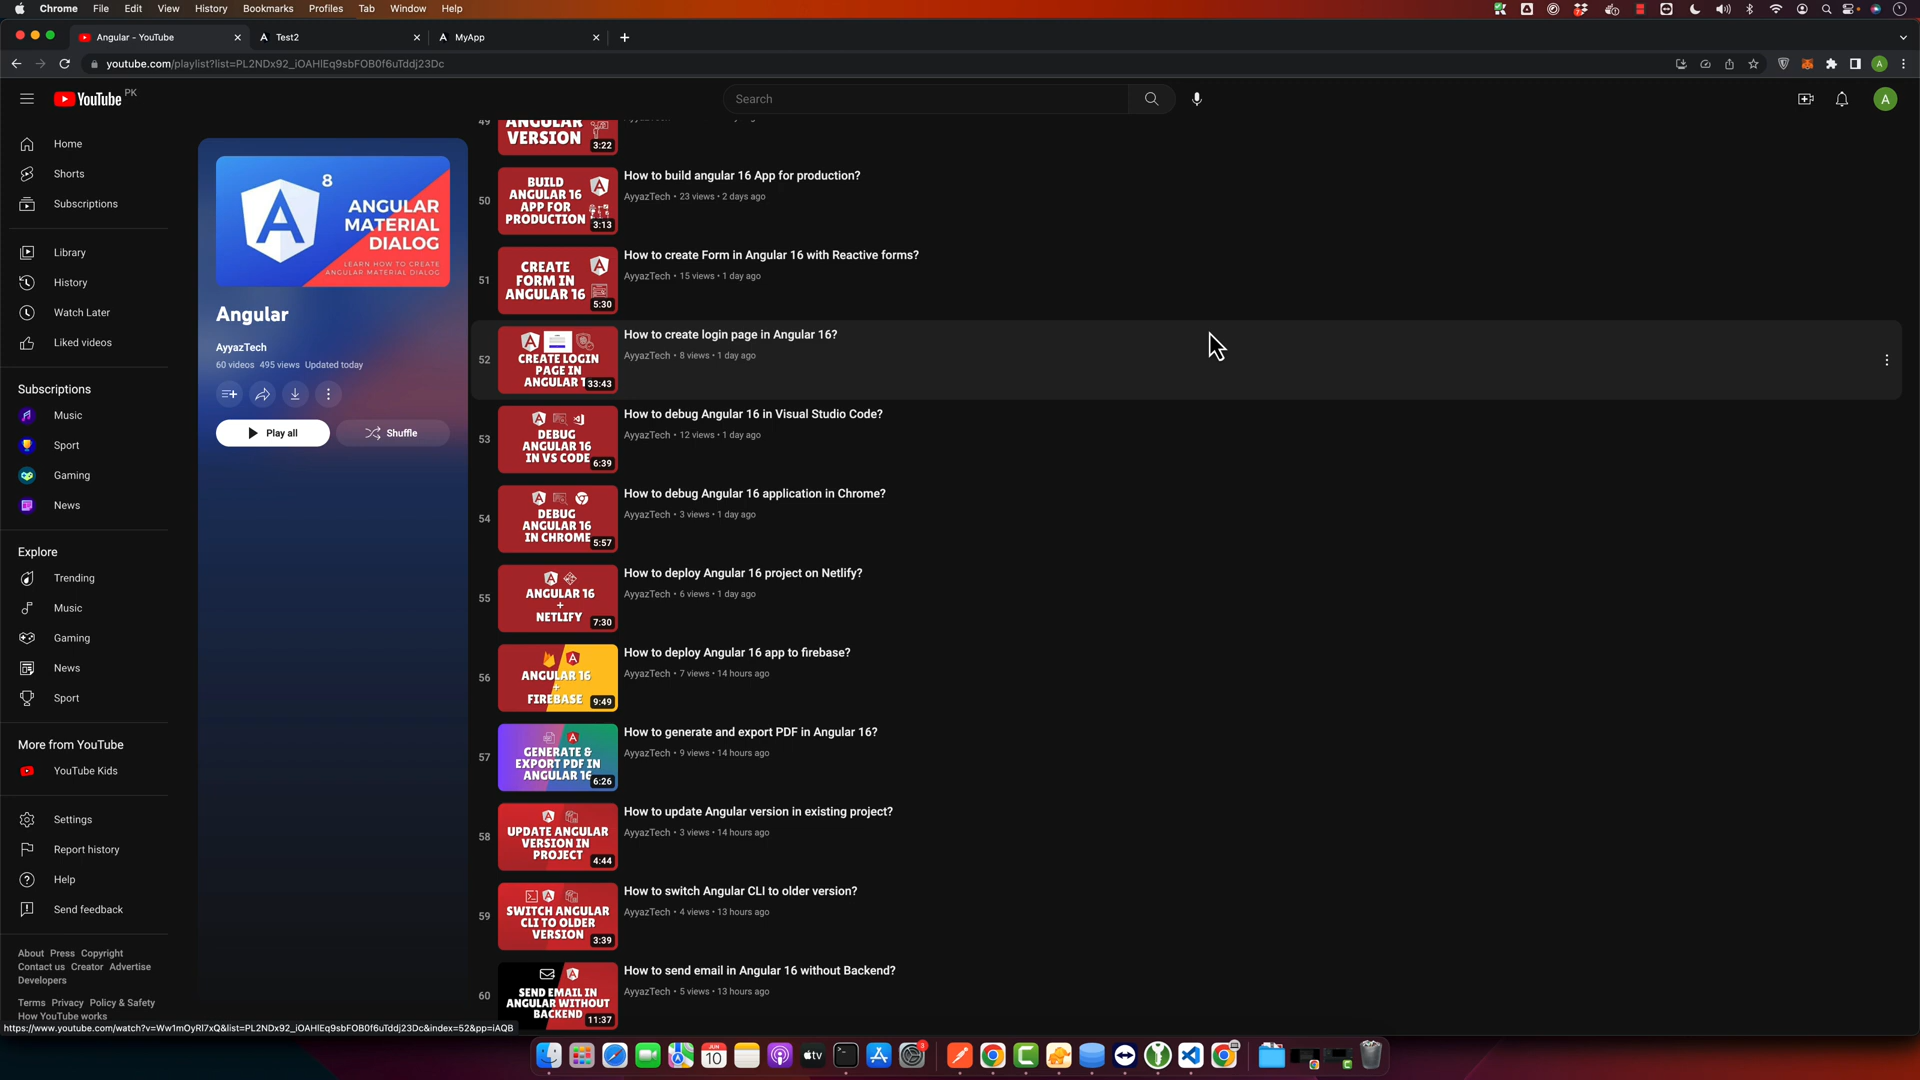 Chrome File Edit View History Bookmarks Profiles Tab Window Help
Angular - YouTube
Test2
MyApp
youtube.com/playlist?list=PL2NDx92_iOAHlEq9sbFOB0f6uTddj23Dc
YouTube PK
Search
A
Home
Shorts
Subscriptions
Library
History
Watch Later
Liked videos
Subscriptions
Music
Sport
Gaming
News
Explore
Trending
Music
Gaming
News
Sport
More from YouTube
YouTube Kids
Settings
Report history
Help
Send feedback
About Press Copyright
Contact us Creator Advertise
Developers
Terms Privacy Policy & Safety
How YouTube works
https://www.youtube.com/watch?v=Ww1mOyRI7xQ&list=PL2NDx92_iOAHlEq9sbFOB0f6uTddj23Dc&index=52&pp=iAQB
8
ANGULAR
MATERIAL
DIALOG
LEARN HOW TO CREATE
ANGULAR MATERIAL DIALOG
Angular
AyyazTech
60 videos 495 views Updated today
Play all
Shuffle
49
ANGULAR
VERSION
3:22
50
BUILD
ANGULAR 16
APP FOR
PRODUCTION
3:13
How to build angular 16 App for production?
AyyazTech • 23 views • 2 days ago
51
CREATE
FORM IN
ANGULAR 16
5:30
How to create Form in Angular 16 with Reactive forms?
AyyazTech • 15 views • 1 day ago
52
CREATE LOGIN
PAGE IN
ANGULAR 1
33:43
How to create login page in Angular 16?
AyyazTech • 8 views • 1 day ago
53
DEBUG
ANGULAR 16
IN VS CODE
6:39
How to debug Angular 16 in Visual Studio Code?
AyyazTech • 12 views • 1 day ago
54
DEBUG
ANGULAR 16
IN CHROME
5:57
How to debug Angular 16 application in Chrome?
AyyazTech • 3 views • 1 day ago
55
ANGULAR 16
+
NETLIFY
7:30
How to deploy Angular 16 project on Netlify?
AyyazTech • 6 views • 1 day ago
56
ANGULAR 16
+
FIREBASE
9:49
How to deploy Angular 16 app to firebase?
AyyazTech • 7 views • 14 hours ago
57
GENERATE &
EXPORT PDF IN
ANGULAR 16
6:26
How to generate and export PDF in Angular 16?
AyyazTech • 9 views • 14 hours ago
58
UPDATE ANGULAR
VERSION IN
PROJECT
4:44
How to update Angular version in existing project?
AyyazTech • 3 views • 14 hours ago
59
SWITCH ANGULAR
CLI TO OLDER
VERSION
3:39
How to switch Angular CLI to older version?
AyyazTech • 4 views • 13 hours ago
60
SEND EMAIL IN
ANGULAR WITHOUT
BACKEND
11:37
How to send email in Angular 16 without Backend?
AyyazTech • 5 views • 13 hours ago
JUN
10
tv
3